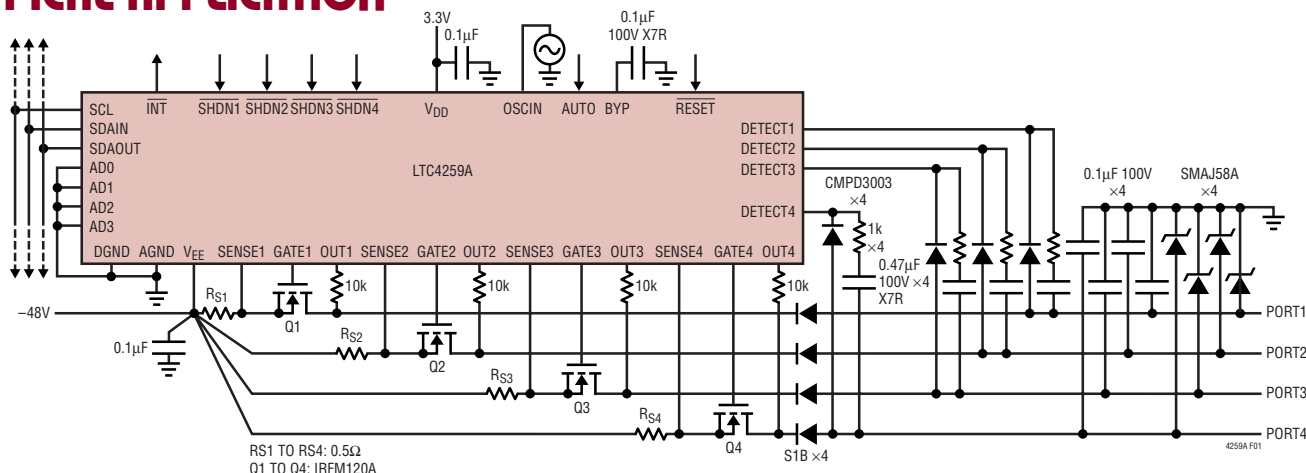 3.3V
0.1µF
0.1µF
100V X7R
SCL
INT
SHDN1 SHDN2 SHDN3 SHDN4
VDD
OSCIN
AUTO BYP
RESET
SDAIN
SDAOUT
AD0
AD1
AD2
AD3
LTC4259A
DETECT1
DETECT2
DETECT3
DETECT4
CMPD3003
×4
1k
×4
0.47µF
100V ×4
X7R
0.1µF 100V
×4
SMAJ58A
×4
DGND AGND VEE SENSE1 GATE1 OUT1 SENSE2 GATE2 OUT2 SENSE3 GATE3 OUT3 SENSE4 GATE4 OUT4
10k
10k
10k
10k
–48V
RS1
Q1
PORT1
0.1µF
RS2
Q2
PORT2
RS3
Q3
PORT3
RS4
Q4
S1B ×4
PORT4
4259A F01
RS1 TO RS4: 0.5Ω
Q1 TO Q4: IRFM120A